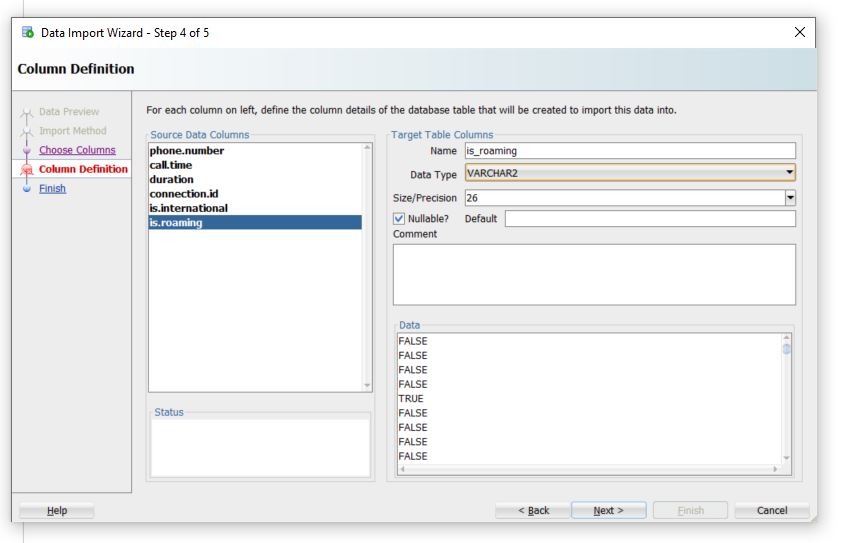 Data Import Wizard - Step 4 of 5
Column Definition
Data Preview
Import Method
Choose Columns
Column Definition
Finish
For each column on left, define the column details of the database table that will be created to import this data into.
Source Data Columns
phone.number
call.time
duration
connection.id
is.international
is.roaming
Status
Target Table Columns
Name is_roaming
Data Type VARCHAR2
Size/Precision 26
Nullable? Default
Comment
Data
FALSE
FALSE
FALSE
FALSE
TRUE
FALSE
FALSE
FALSE
FALSE
Help < Back Next > Finish Cancel